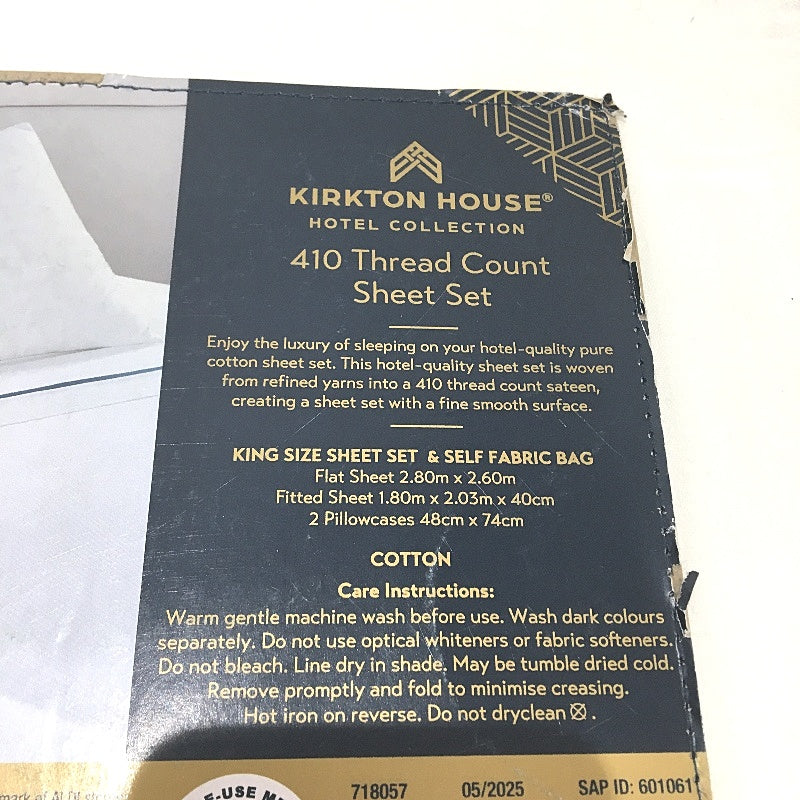 KIRKTON HOUSE®
HOTEL COLLECTION
410 Thread Count
Sheet Set
Enjoy the luxury of sleeping on your hotel-quality pure
cotton sheet set. This hotel-quality sheet set is woven
from refined yarns into a 410 thread count sateen,
creating a sheet set with a fine smooth surface.
KING SIZE SHEET SET & SELF FABRIC BAG
Flat Sheet 2.80m x 2.60m
Fitted Sheet 1.80m x 2.03m x 40cm
2 Pillowcases 48cm x 74cm
COTTON
Care Instructions:
Warm gentle machine wash before use. Wash dark colours
separately. Do not use optical whiteners or fabric softeners.
Do not bleach. Line dry in shade. May be tumble dried cold.
Remove promptly and fold to minimise creasing.
Hot iron on reverse. Do not dryclean.
mark of
718057 05/2025 SAP ID: 601061